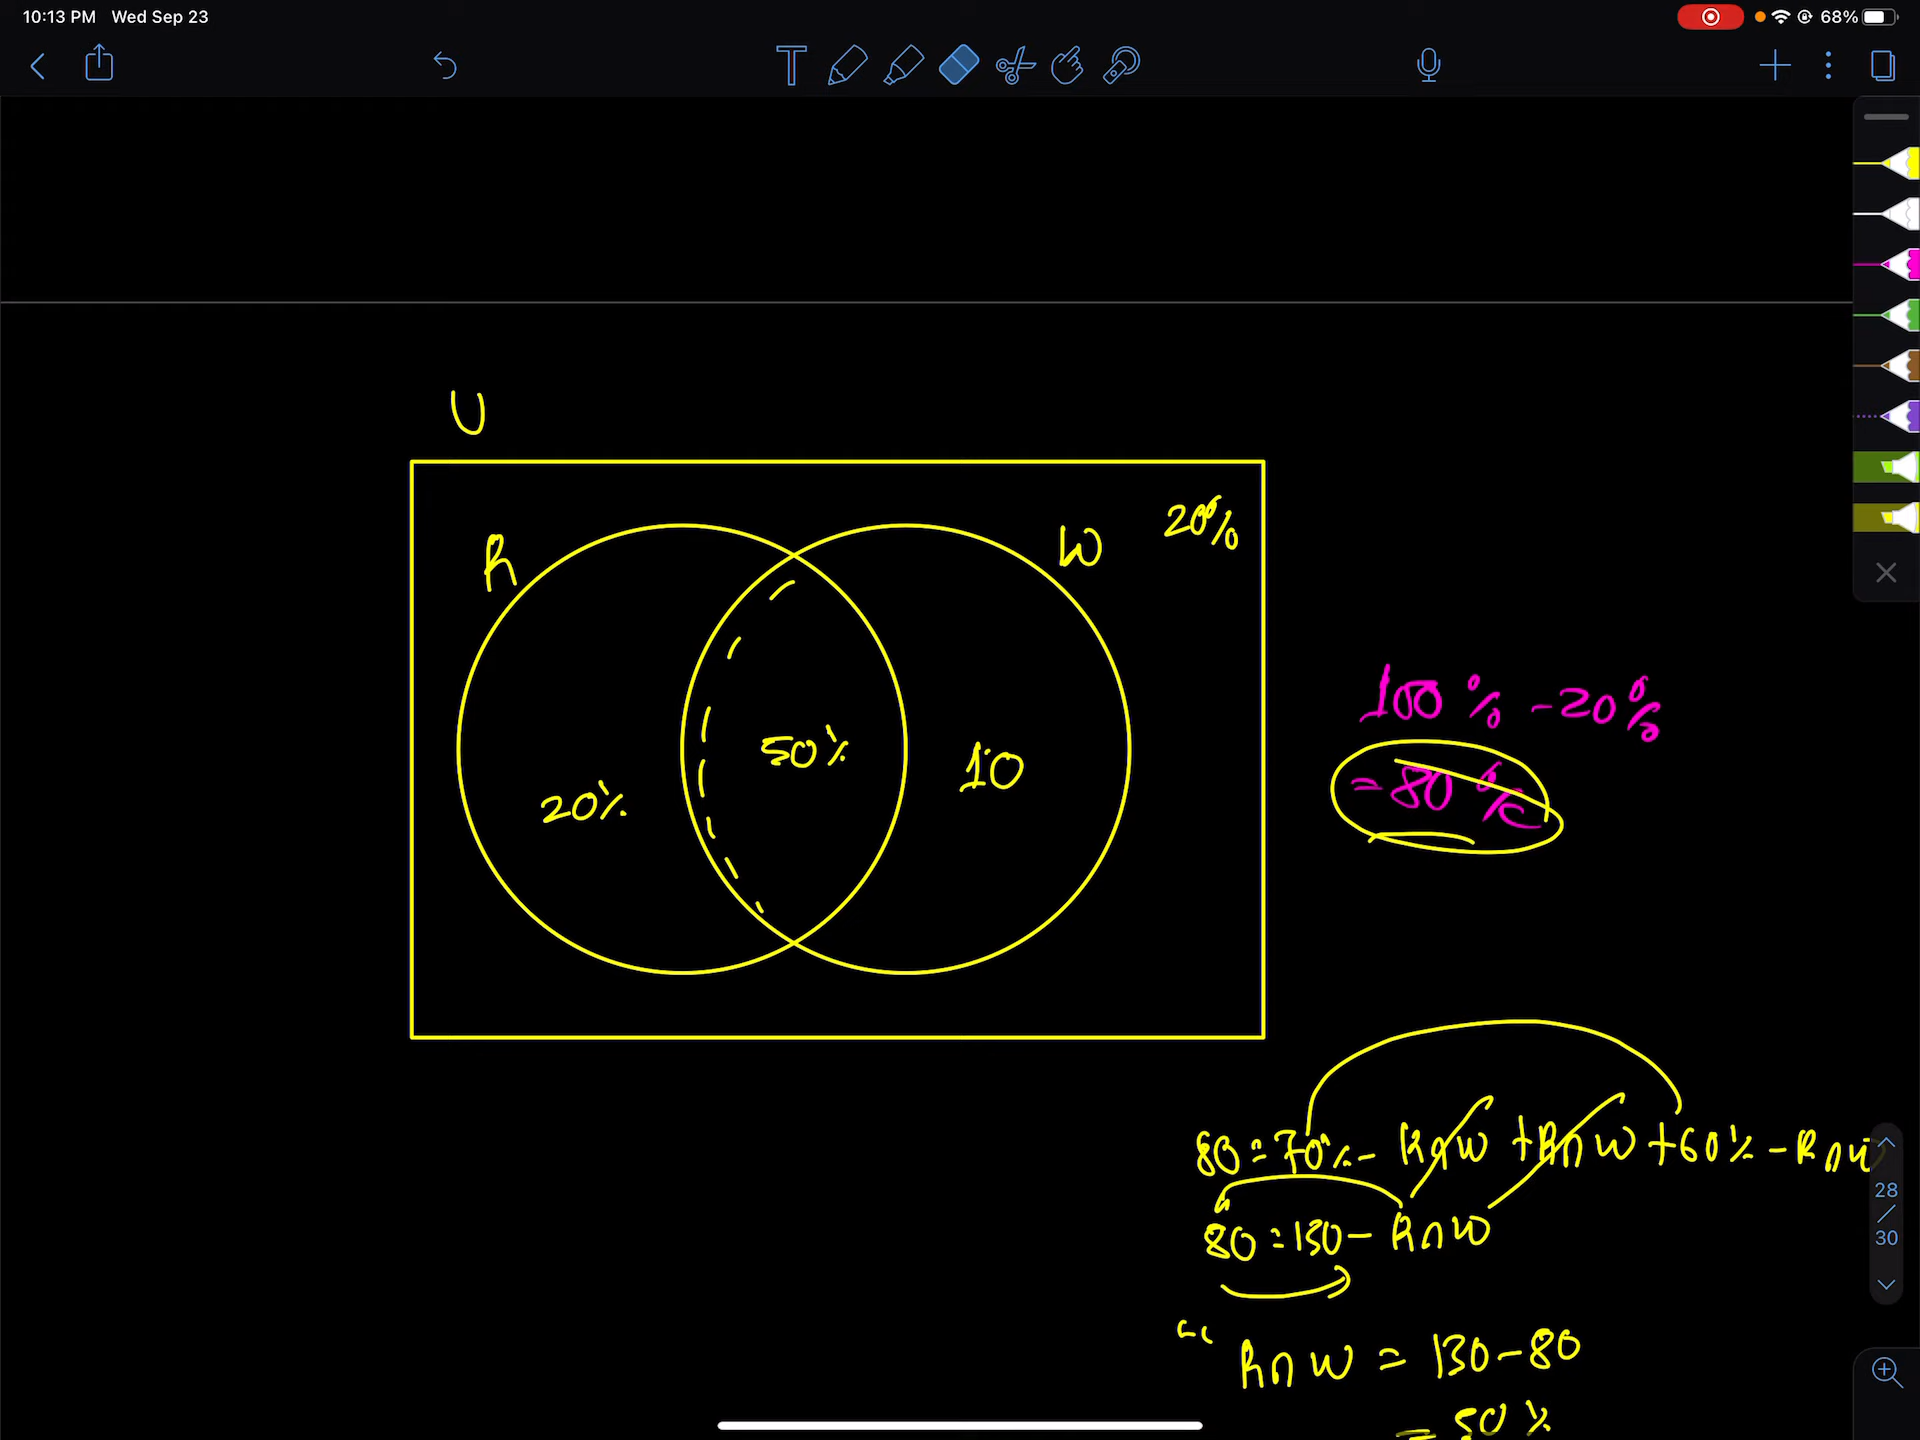 10:13 PM Wed Sep 23
68%
T
U
R
W
20%
20%
50%
10
100% -20%
= 80%
80 = 70% - R∩W + R∩W + 60% - R∩W
80 = 130 - R∩W
R∩W = 130 - 80
= 50%
28
/
30